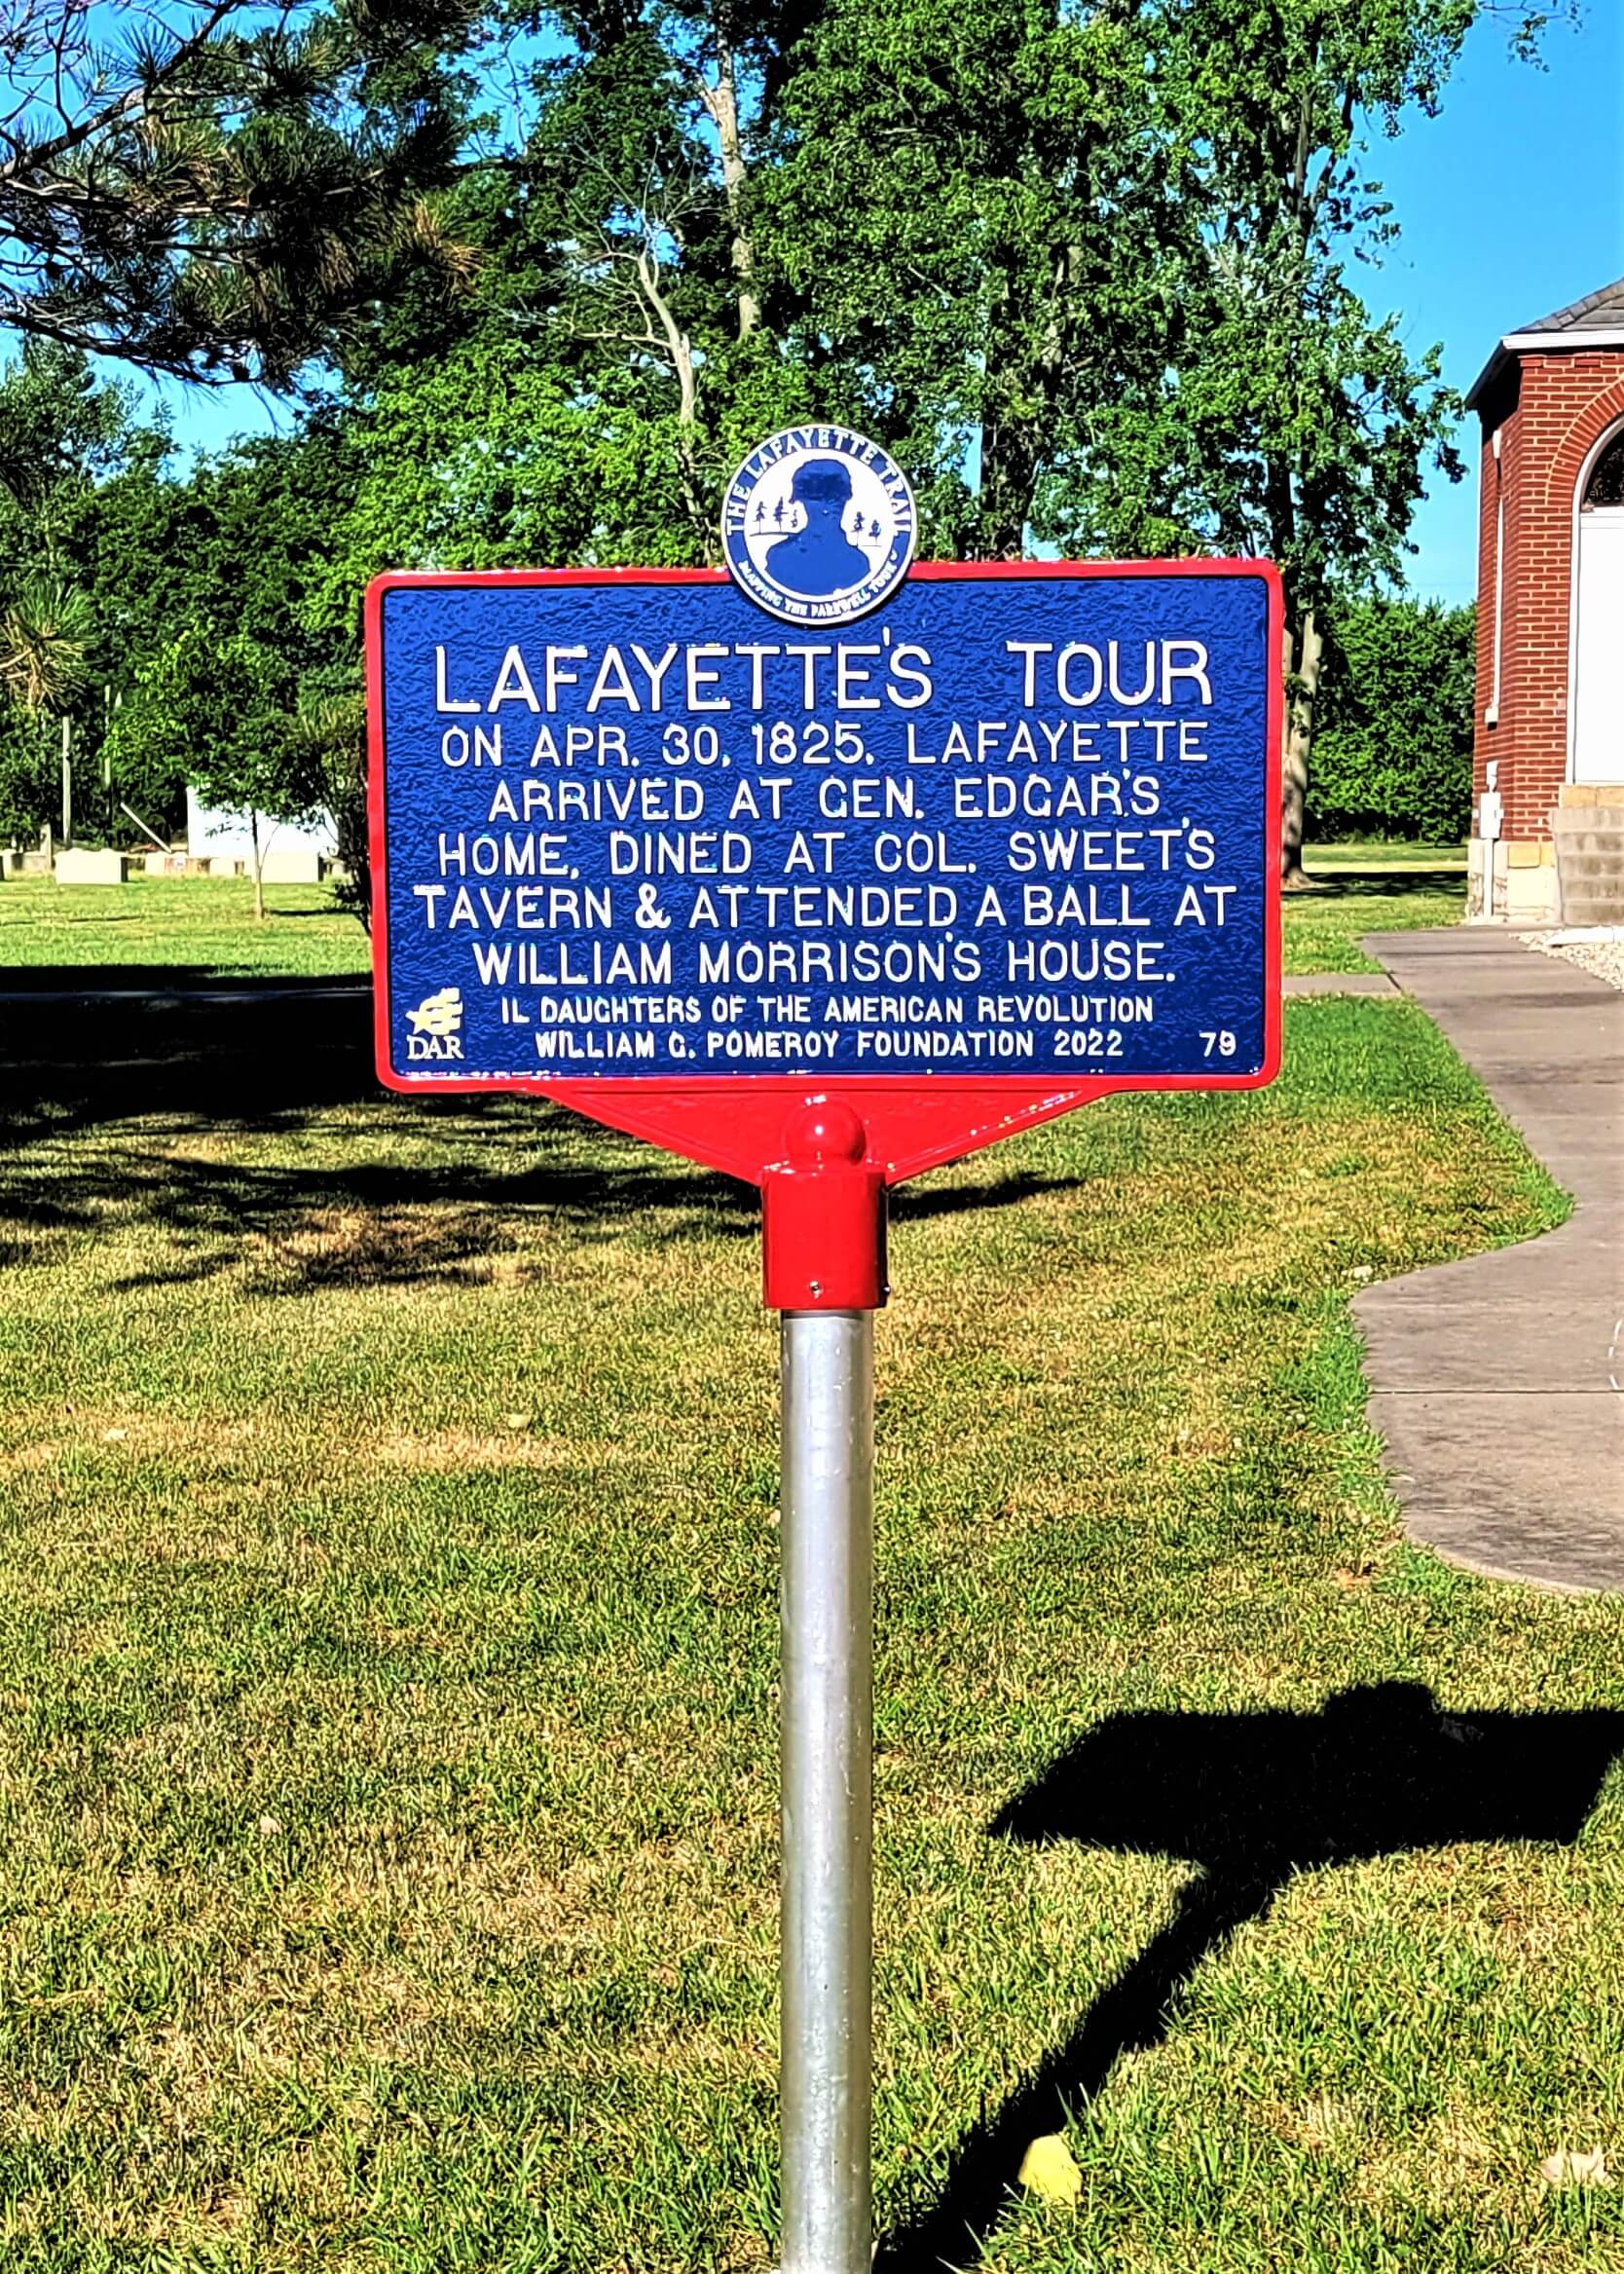 THE LAFAYETTE TRAIL
MAPPING THE FAREWELL TOUR
LAFAYETTE'S TOUR
ON APR. 30, 1825, LAFAYETTE
ARRIVED AT GEN. EDGAR'S
HOME, DINED AT COL. SWEET'S
TAVERN & ATTENDED A BALL AT
WILLIAM MORRISON'S HOUSE.
IL DAUGHTERS OF THE AMERICAN REVOLUTION
WILLIAM G. POMEROY FOUNDATION 2022 79
DAR